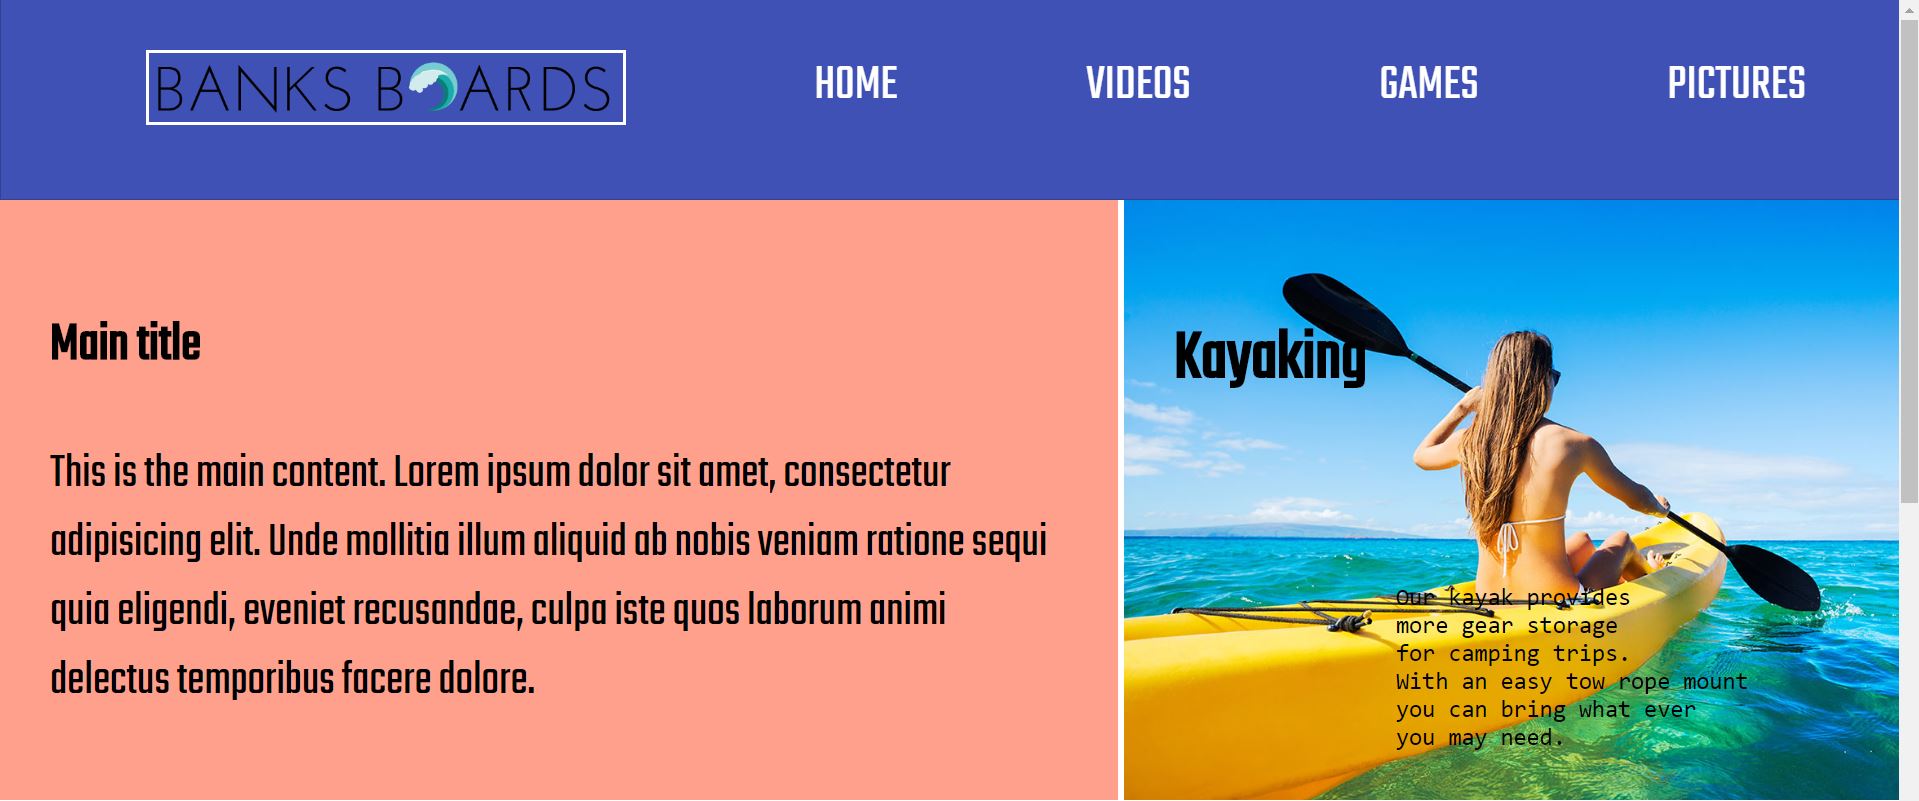 BANKS BOARDS
HOME
VIDEOS
GAMES
PICTURES
Main title
This is the main content. Lorem ipsum dolor sit amet, consectetur
adipisicing elit. Unde mollitia illum aliquid ab nobis veniam ratione sequi
quia eligendi, eveniet recusandae, culpa iste quos laborum animi
delectus temporibus facere dolore.
Kayaking
Our kayak provides
more gear storage
for camping trips.
With an easy tow rope mount
you can bring what ever
you may need.